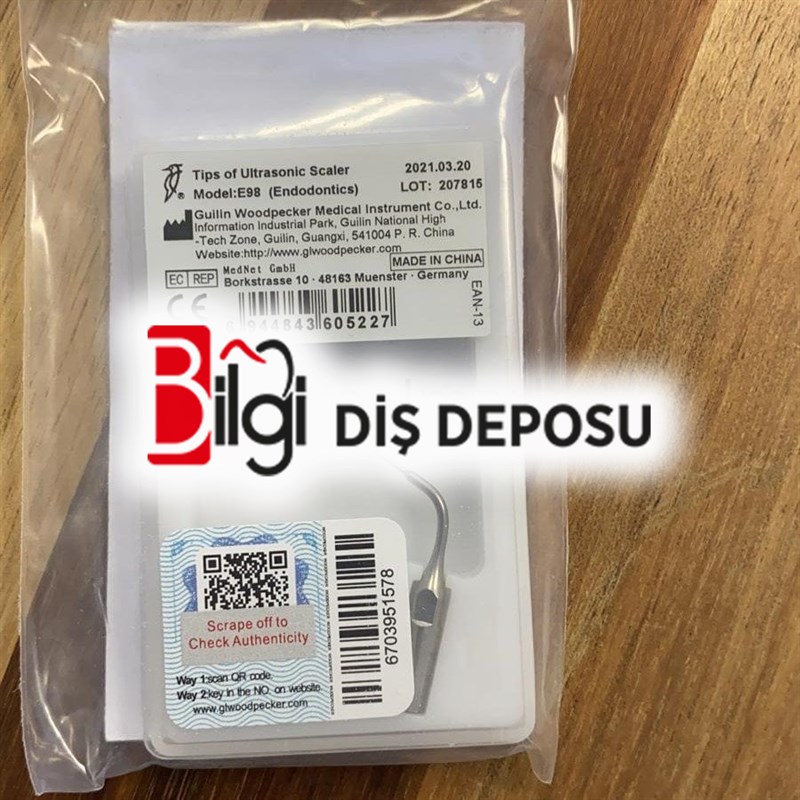 Tips of Ultrasonic Scaler
Model:E98 (Endodontics)
2021.03.20
LOT: 207815
®
Guilin Woodpecker Medical Instrument Co.,Ltd.
Information Industrial Park, Guilin National High
-Tech Zone, Guilin, Guangxi, 541004 P. R. China
Website:http://www.glwoodpecker.com
MADE IN CHINA
EC REP
MedNet GmbH
Borkstrasse 10 · 48163 Muenster · Germany
CE
EAN-13
944843 605227
Bilgi DİŞ DEPOSU
Scrape off to
Check Authenticity
Way 1:scan QR code.
Way 2:key in the NO. on website
www.glwoodpecker.com
6703951578